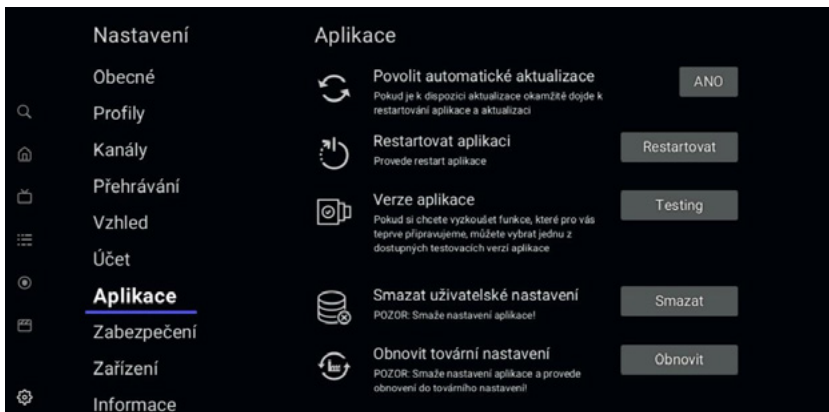 Nastavení
Obecné
Profily
Kanály
Přehrávání
Vzhled
Účet
Aplikace
Zabezpečení
Zařízení
Informace
Aplikace
Povolit automatické aktualizace
Pokud je k dispozici aktualizace okamžitě dojde k
restartování aplikace a aktualizaci
ANO
Restartovat aplikaci
Provede restart aplikace
Restartovat
Verze aplikace
Pokud si chcete vyzkoušet funkce, které pro vás
teprve připravujeme, můžete vybrat jednu z
dostupných testovacích verzí aplikace
Testing
Smazat uživatelské nastavení
POZOR: Smaže nastavení aplikace!
Smazat
Obnovit tovární nastavení
POZOR: Smaže nastavení aplikace a provede
obnovení do továrního nastavení!
Obnovit